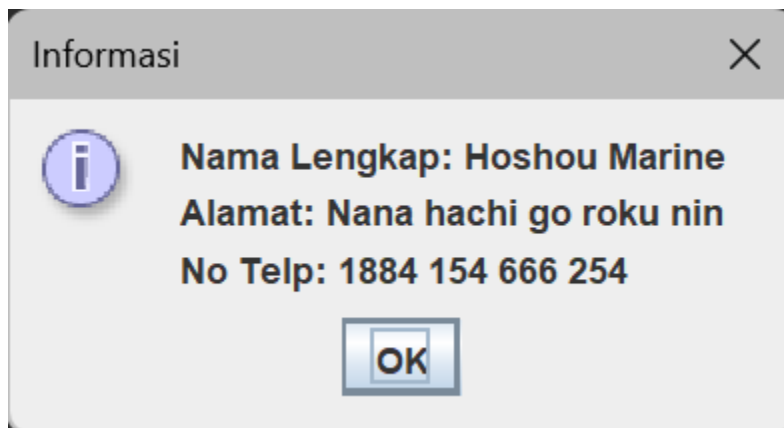 Informasi
Nama Lengkap: Hoshou Marine
Alamat: Nana hachi go roku nin
No Telp: 1884 154 666 254
OK